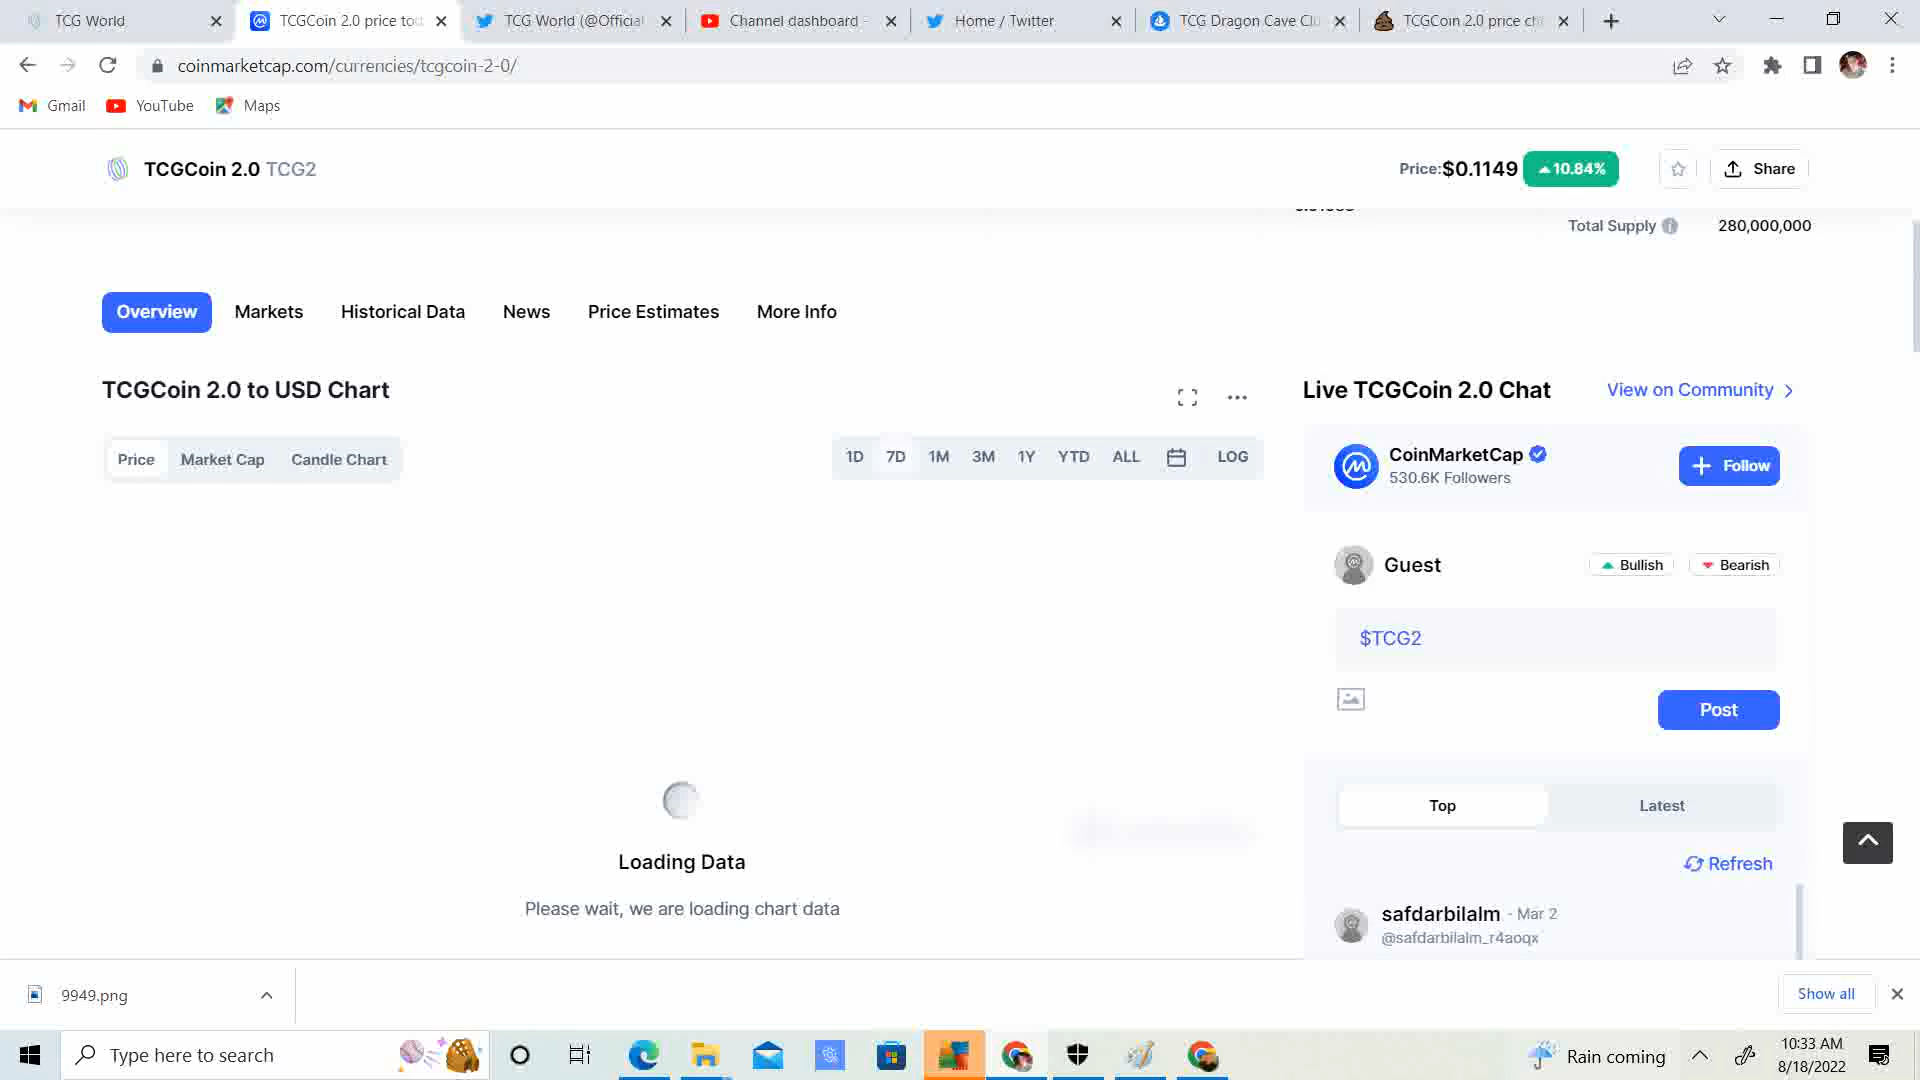 TCG World
TCGCoin 2.0 price tod
TCG World (@Official
Channel dashboard -
Home / Twitter
TCG Dragon Cave Clu
TCGCoin 2.0 price ch
coinmarketcap.com/currencies/tcgcoin-2-0/
Gmail YouTube Maps
TCGCoin 2.0 TCG2
Price:$0.1149 10.84%
Share
Total Supply 280,000,000
Overview Markets Historical Data News Price Estimates More Info
TCGCoin 2.0 to USD Chart
Live TCGCoin 2.0 Chat View on Community
Price Market Cap Candle Chart
1D 7D 1M 3M 1Y YTD ALL LOG
CoinMarketCap
530.6K Followers
Follow
Guest
Bullish Bearish
$TCG2
Post
Top Latest
Loading Data
Refresh
Please wait, we are loading chart data
safdarbilalm - Mar 2
@safdarbilalm_r4aoqx
9949.png
Show all
Type here to search
Rain coming
10:33 AM
8/18/2022